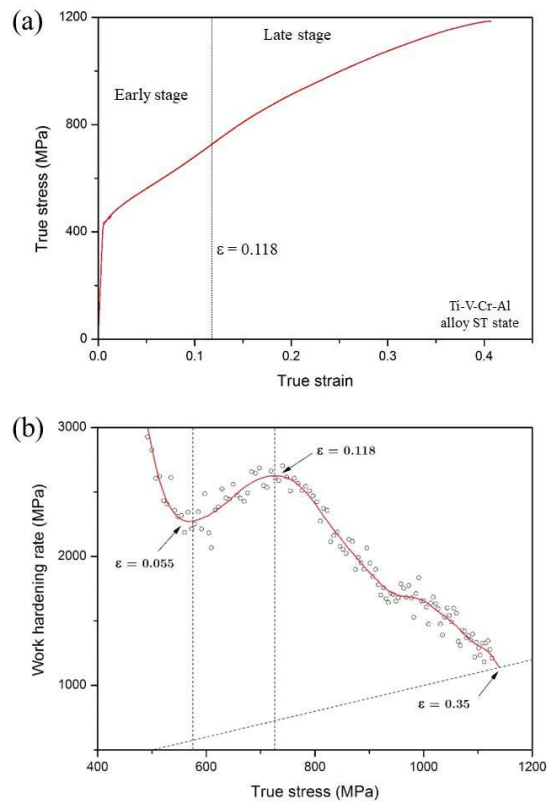 (a)
1200
800
400
0
True stress (MPa)
Early stage
Late stage
ε = 0.118
Ti-V-Cr-Al
alloy ST state
0.0
0.1
0.2
0.3
0.4
True strain
(b)
3000
2000
1000
Work hardening rate (MPa)
ε = 0.118
ε = 0.055
ε = 0.35
400
600
800
1000
1200
True stress (MPa)